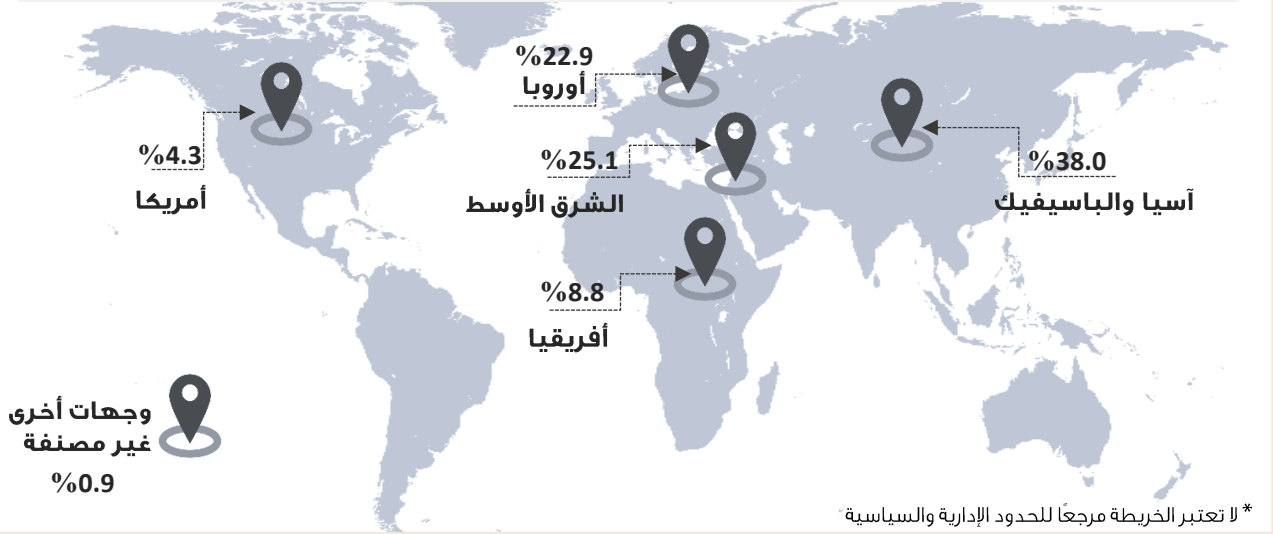 %22.9
أوروبا
%4.3
أمريكا
%25.1
الشرق الأوسط
%38.0
آسيا والباسيفيك
%8.8
أفريقيا
وجهات أخرى
غير مصنفة
%0.9
* لا تعتبر الخريطة مرجعًا للحدود الإدارية والسياسية